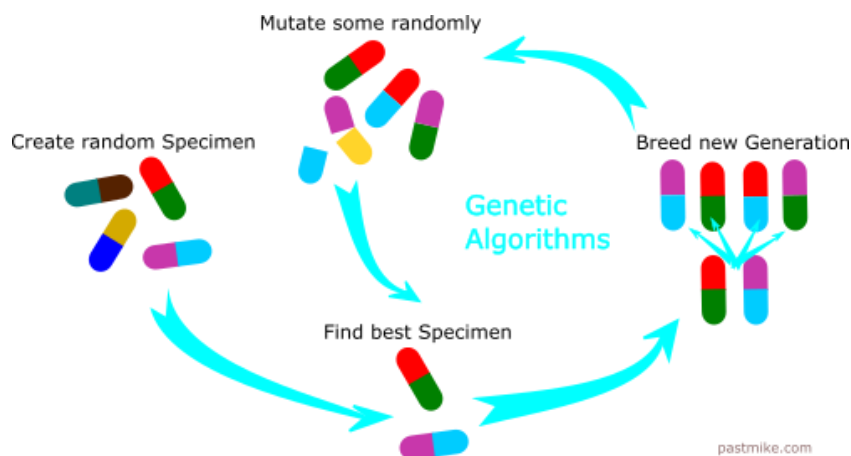 Mutate some randomly
Create random Specimen
Breed new Generation
Genetic
Algorithms
Find best Specimen
pastmike.com